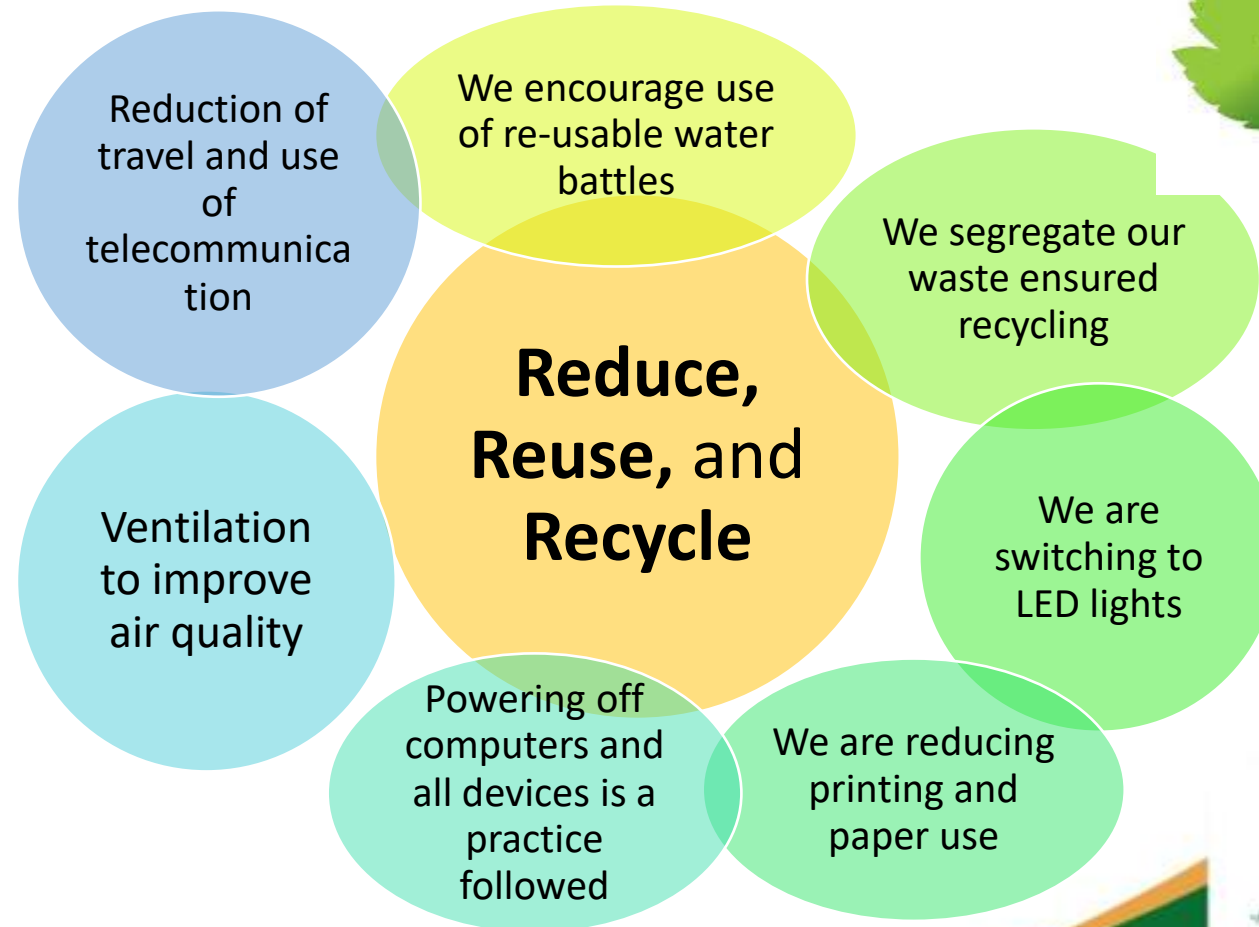 Reduction of
travel and use
of
telecommunica
tion
We encourage use
of re-usable water
battles
We segregate our
waste ensured
recycling
We are
switching to
LED lights
We are reducing
printing and
paper use
Powering off
computers and
all devices is a
practice
followed
Ventilation
to improve
air quality
Reduce,
Reuse, and
Recycle